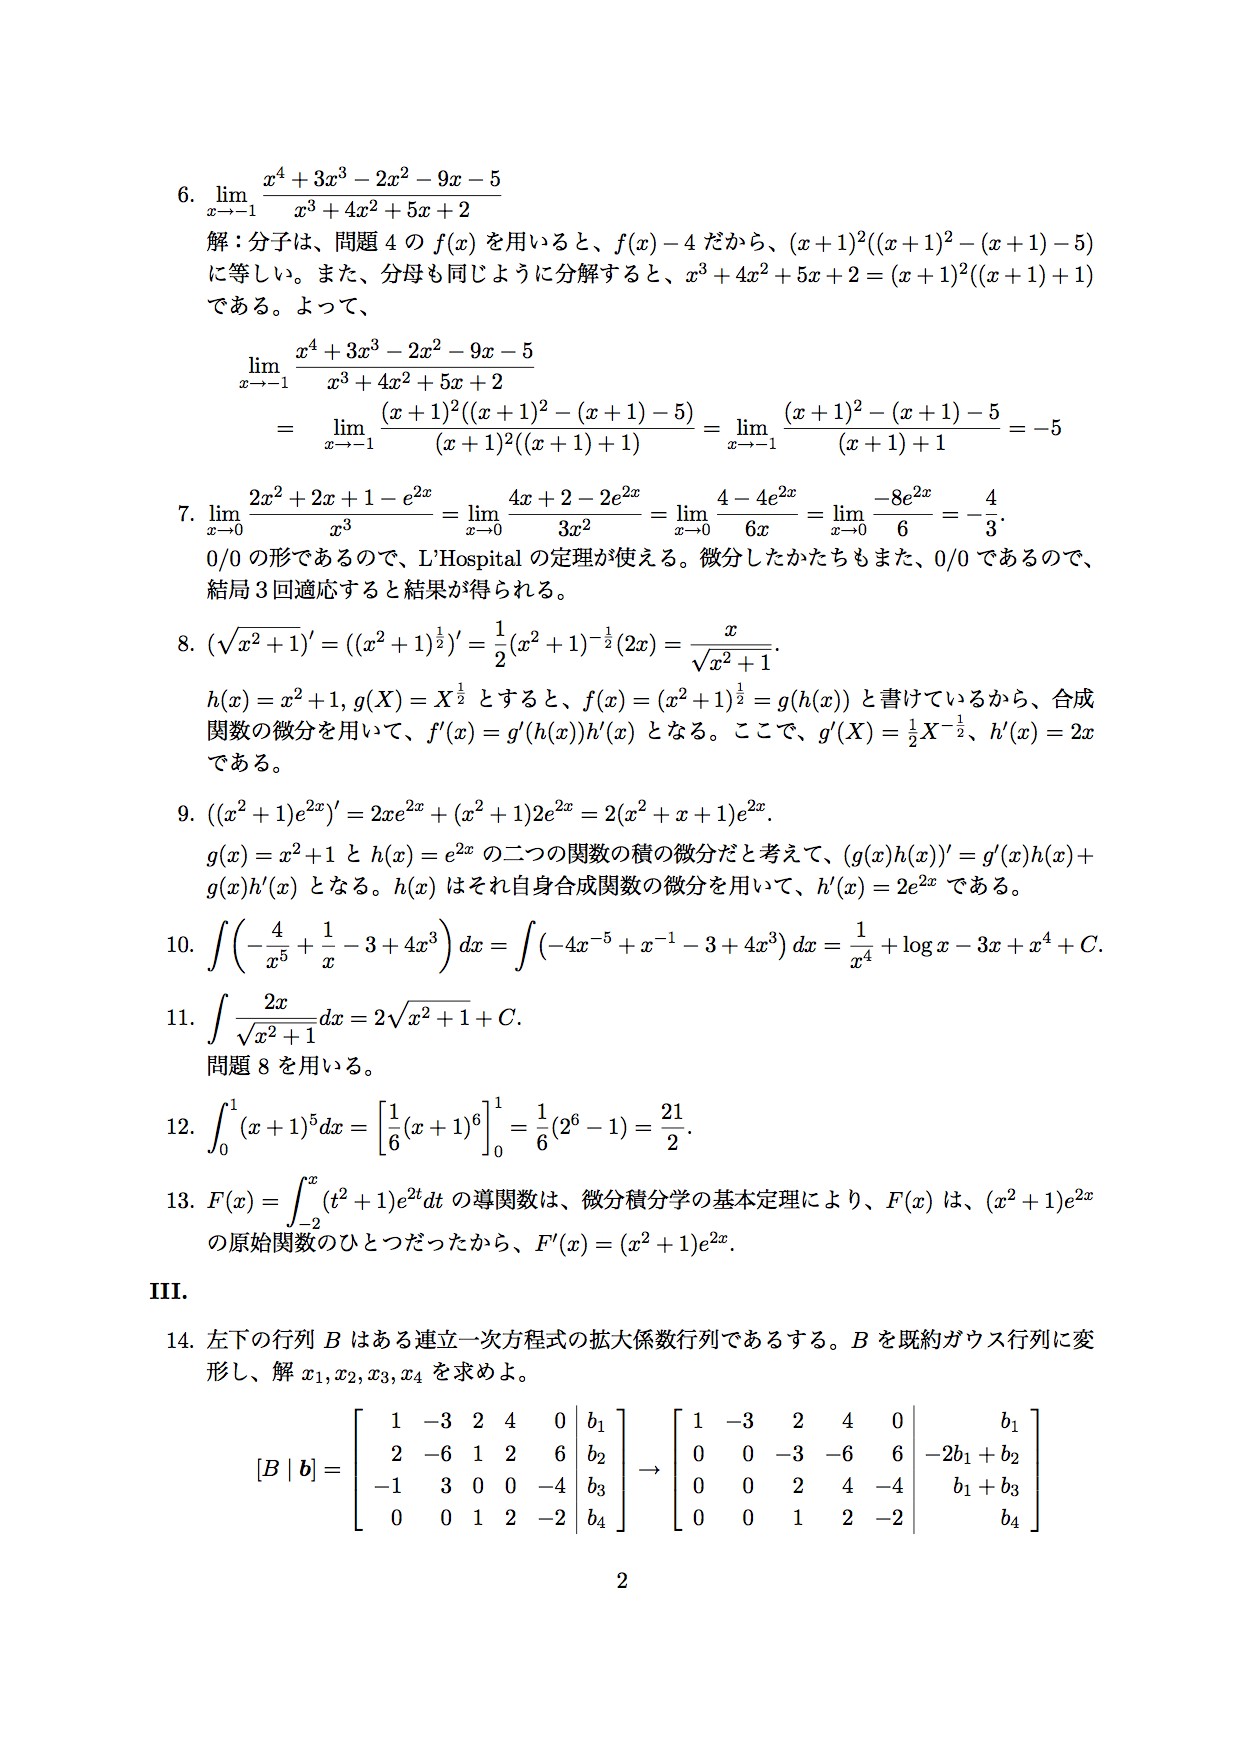 6. $\lim_{x \to -1} \frac{x^4 + 3x^3 - 2x^2 - 9x - 5}{x^3 + 4x^2 + 5x + 2}$
解：分子は、問題 4 の $f(x)$ を用いると、$f(x) - 4$ だから、$(x+1)^2((x+1)^2 - (x+1) - 5)$
に等しい。また、分母も同じように分解すると、$x^3 + 4x^2 + 5x + 2 = (x+1)^2((x+1) + 1)$
である。よって、
$\lim_{x \to -1} \frac{x^4 + 3x^3 - 2x^2 - 9x - 5}{x^3 + 4x^2 + 5x + 2}$
$= \lim_{x \to -1} \frac{(x+1)^2((x+1)^2 - (x+1) - 5)}{(x+1)^2((x+1) + 1)} = \lim_{x \to -1} \frac{(x+1)^2 - (x+1) - 5}{(x+1) + 1} = -5$
7. $\lim_{x \to 0} \frac{2x^2 + 2x + 1 - e^{2x}}{x^3} = \lim_{x \to 0} \frac{4x + 2 - 2e^{2x}}{3x^2} = \lim_{x \to 0} \frac{4 - 4e^{2x}}{6x} = \lim_{x \to 0} \frac{-8e^{2x}}{6} = -\frac{4}{3}.$
0/0 の形であるので、L'Hospital の定理が使える。微分したかたちもまた、0/0 であるので、
結局３回適応すると結果が得られる。
8. $(\sqrt{x^2 + 1})' = ((x^2 + 1)^{\frac{1}{2}})' = \frac{1}{2}(x^2 + 1)^{-\frac{1}{2}}(2x) = \frac{x}{\sqrt{x^2 + 1}}.$
$h(x) = x^2 + 1, g(X) = X^{\frac{1}{2}}$ とすると、$f(x) = (x^2 + 1)^{\frac{1}{2}} = g(h(x))$ と書けているから、合成
関数の微分を用いて、$f'(x) = g'(h(x))h'(x)$ となる。ここで、$g'(X) = \frac{1}{2}X^{-\frac{1}{2}}$、$h'(x) = 2x$
である。
9. $((x^2 + 1)e^{2x})' = 2xe^{2x} + (x^2 + 1)2e^{2x} = 2(x^2 + x + 1)e^{2x}.$
$g(x) = x^2 + 1$ と $h(x) = e^{2x}$ の二つの関数の積の微分だと考えて、$(g(x)h(x))' = g'(x)h(x) +$
$g(x)h'(x)$ となる。$h(x)$ はそれ自身合成関数の微分を用いて、$h'(x) = 2e^{2x}$ である。
10. $\int \left(-\frac{4}{x^5} + \frac{1}{x} - 3 + 4x^3\right) dx = \int (-4x^{-5} + x^{-1} - 3 + 4x^3) dx = \frac{1}{x^4} + \log x - 3x + x^4 + C.$
11. $\int \frac{2x}{\sqrt{x^2 + 1}} dx = 2\sqrt{x^2 + 1} + C.$
問題 8 を用いる。
12. $\int_0^1 (x+1)^5 dx = \left[\frac{1}{6}(x+1)^6\right]_0^1 = \frac{1}{6}(2^6 - 1) = \frac{21}{2}.$
13. $F(x) = \int_{-2}^x (t^2 + 1)e^{2t} dt$ の導関数は、微分積分学の基本定理により、$F(x)$ は、$(x^2 + 1)e^{2x}$
の原始関数のひとつだったから、$F'(x) = (x^2 + 1)e^{2x}.$
III.
14. 左下の行列 $B$ はある連立一次方程式の拡大係数行列であるする。$B$ を既約ガウス行列に変
形し、解 $x_1, x_2, x_3, x_4$ を求めよ。
$[B \mid \boldsymbol{b}] = \left[\begin{array}{rrrrr|r} 1 & -3 & 2 & 4 & 0 & b_1 \\ 2 & -6 & 1 & 2 & 6 & b_2 \\ -1 & 3 & 0 & 0 & -4 & b_3 \\ 0 & 0 & 1 & 2 & -2 & b_4 \end{array}\right] \to \left[\begin{array}{rrrrr|r} 1 & -3 & 2 & 4 & 0 & b_1 \\ 0 & 0 & -3 & -6 & 6 & -2b_1 + b_2 \\ 0 & 0 & 2 & 4 & -4 & b_1 + b_3 \\ 0 & 0 & 1 & 2 & -2 & b_4 \end{array}\right]$
2